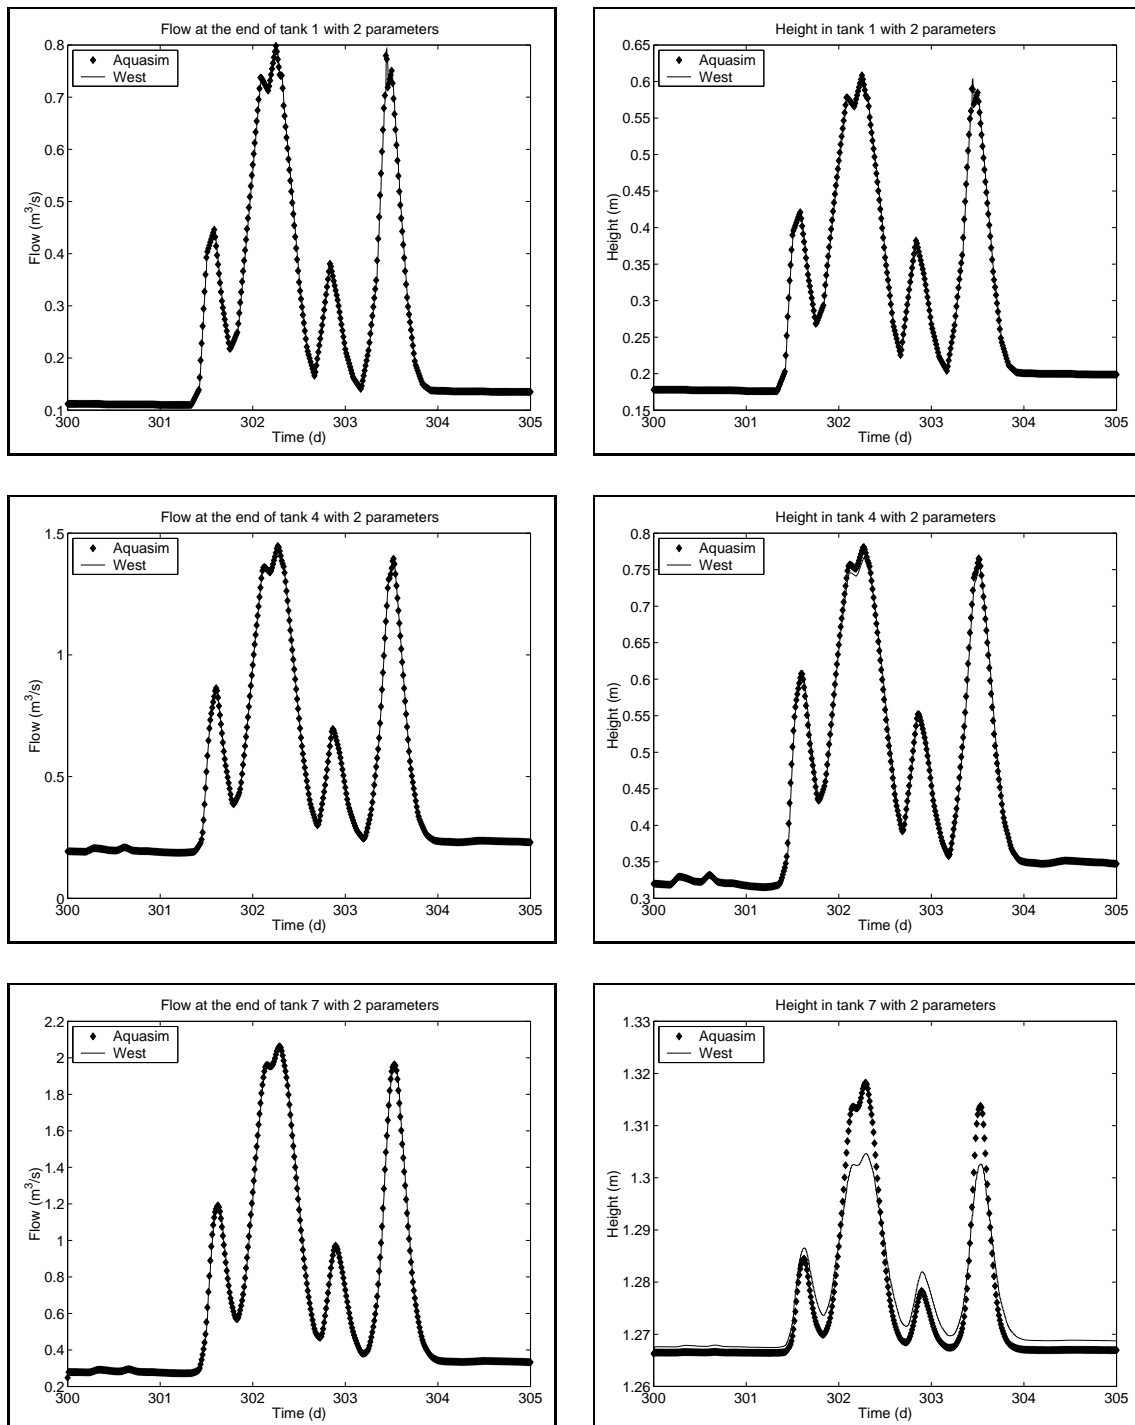 Flow at the end of tank 1 with 2 parameters
0.8
0.7
0.6
0.5
0.4
0.3
0.2
0.1
Flow (m³/s)
Aquasim
West
300 301 302 303 304 305
Time (d)
Height in tank 1 with 2 parameters
0.65
0.6
0.55
0.5
0.45
0.4
0.35
0.3
0.25
0.2
0.15
Height (m)
Aquasim
West
300 301 302 303 304 305
Time (d)
Flow at the end of tank 4 with 2 parameters
1.5
1
0.5
0
Flow (m³/s)
Aquasim
West
300 301 302 303 304 305
Time (d)
Height in tank 4 with 2 parameters
0.8
0.75
0.7
0.65
0.6
0.55
0.5
0.45
0.4
0.35
0.3
Height (m)
Aquasim
West
300 301 302 303 304 305
Time (d)
Flow at the end of tank 7 with 2 parameters
2.2
2
1.8
1.6
1.4
1.2
1
0.8
0.6
0.4
0.2
Flow (m³/s)
Aquasim
West
300 301 302 303 304 305
Time (d)
Height in tank 7 with 2 parameters
1.33
1.32
1.31
1.3
1.29
1.28
1.27
1.26
Height (m)
Aquasim
West
300 301 302 303 304 305
Time (d)